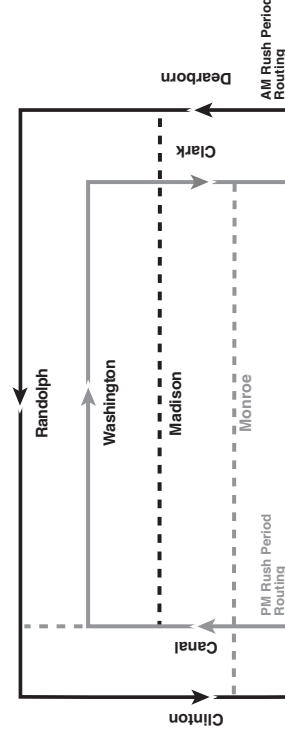 Dearborn
AM Rush Period
Routing
Clark
Randolph
Washington
Madison
Monroe
PM Rush Period
Routing
Canal
Clinton